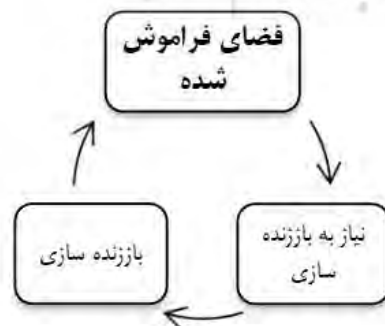 فضای فراموش
شده
نیاز به باززنده
سازی
باززنده سازی